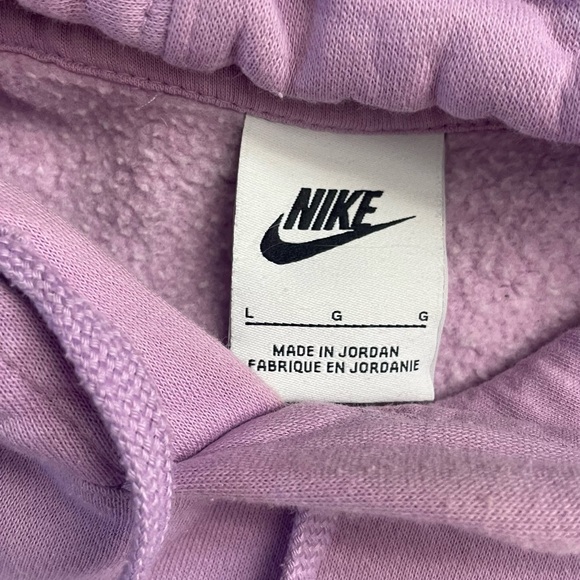 NIKE
L G G
MADE IN JORDAN
FABRIQUE EN JORDANIE